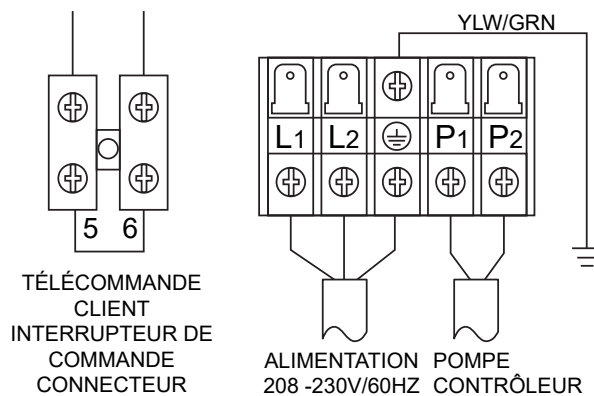 YLW/GRN
L1 L2 P1 P2
5 6
TÉLÉCOMMANDE
CLIENT
INTERRUPTEUR DE
COMMANDE
CONNECTEUR
ALIMENTATION
208 -230V/60HZ
POMPE
CONTRÔLEUR